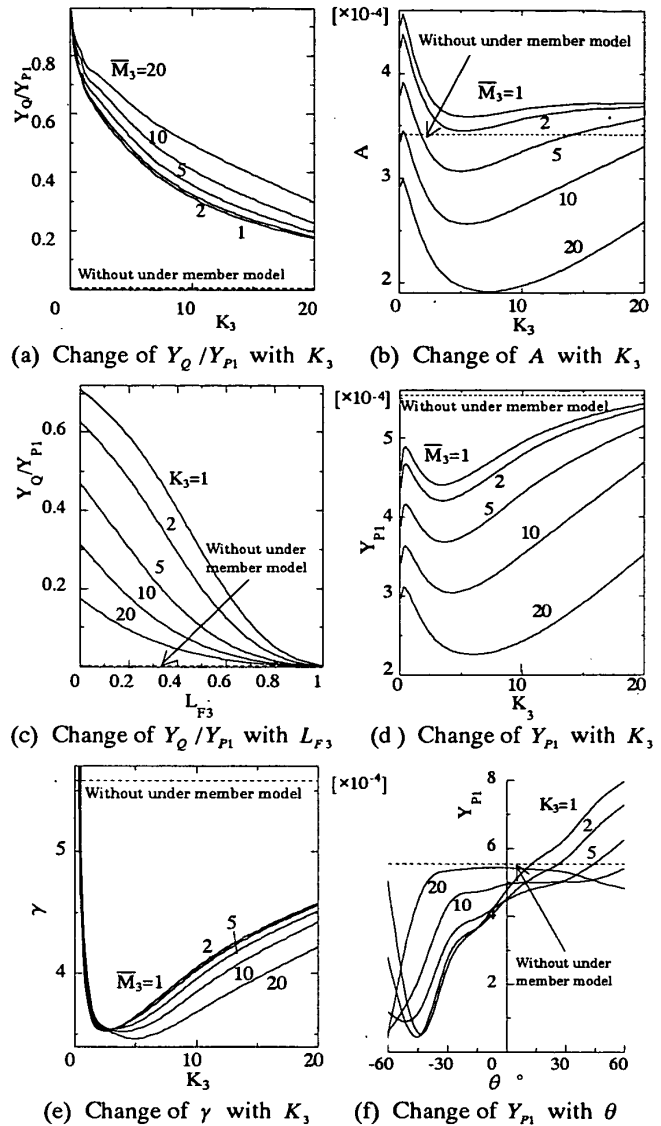 Y_Q/Y_P1
1
0.8
0.6
0.4
0.2
M̅3=20
10
5
2
1
Without under member model
0 10 20
K3
(a) Change of Y_Q/Y_P1 with K3
[×10-4]
A
4
3
2
Without under member model
M̅3=1
2
5
10
20
0 10 20
K3
(b) Change of A with K3
Y_Q/Y_P1
0.6
0.4
0.2
K3=1
2
5
10
20
Without under
member model
0 0.2 0.4 0.6 0.8 1
L_F3
(c) Change of Y_Q/Y_P1 with L_F3
[×10-4]
Y_P1
5
4
3
2
Without under member model
M̅3=1
2
5
10
20
0 10 20
K3
(d) Change of Y_P1 with K3
γ
5
4
Without under member model
M̅3=1
2
5
10
20
0 10 20
K3
(e) Change of γ with K3
[×10-4]
Y_P1
8
6
4
2
K3=1
2
5
20
10
Without under
member model
-60 -30 0 30 60
θ °
(f) Change of Y_P1 with θ